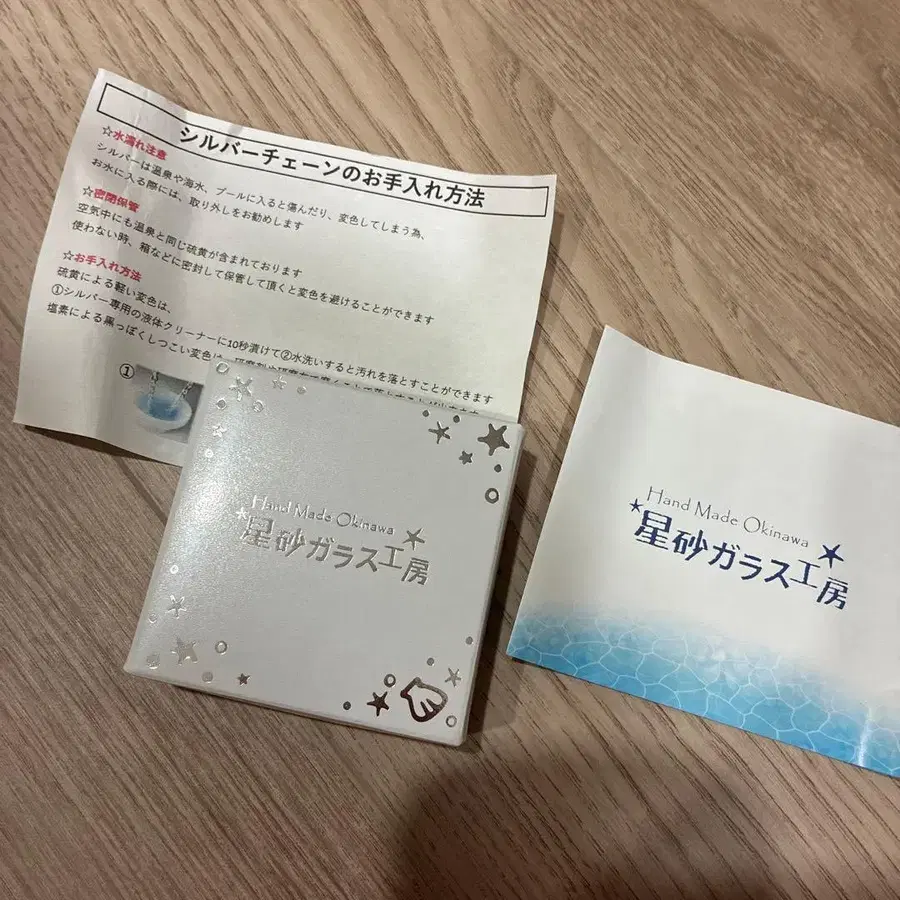 シルバーチェーンのお手入れ方法
☆水濡れ注意
シルバーは温泉や海水、プールに入ると傷んだり、変色してしまう為、
お水に入る際には、取り外しをお勧めします
☆密閉保管
空気中にも温泉と同じ硫黄が含まれております
使わない時、箱などに密封して保管して頂くと変色を避けることができます
☆お手入れ方法
硫黄による軽い変色は、
①シルバー専用の液体クリーナーに10秒漬けて②水洗いすると汚れを落とすことができます
塩素による黒っぽくしつこい変色は
①
Hand Made Okinawa
星砂ガラス工房
Hand Made Okinawa
星砂ガラス工房